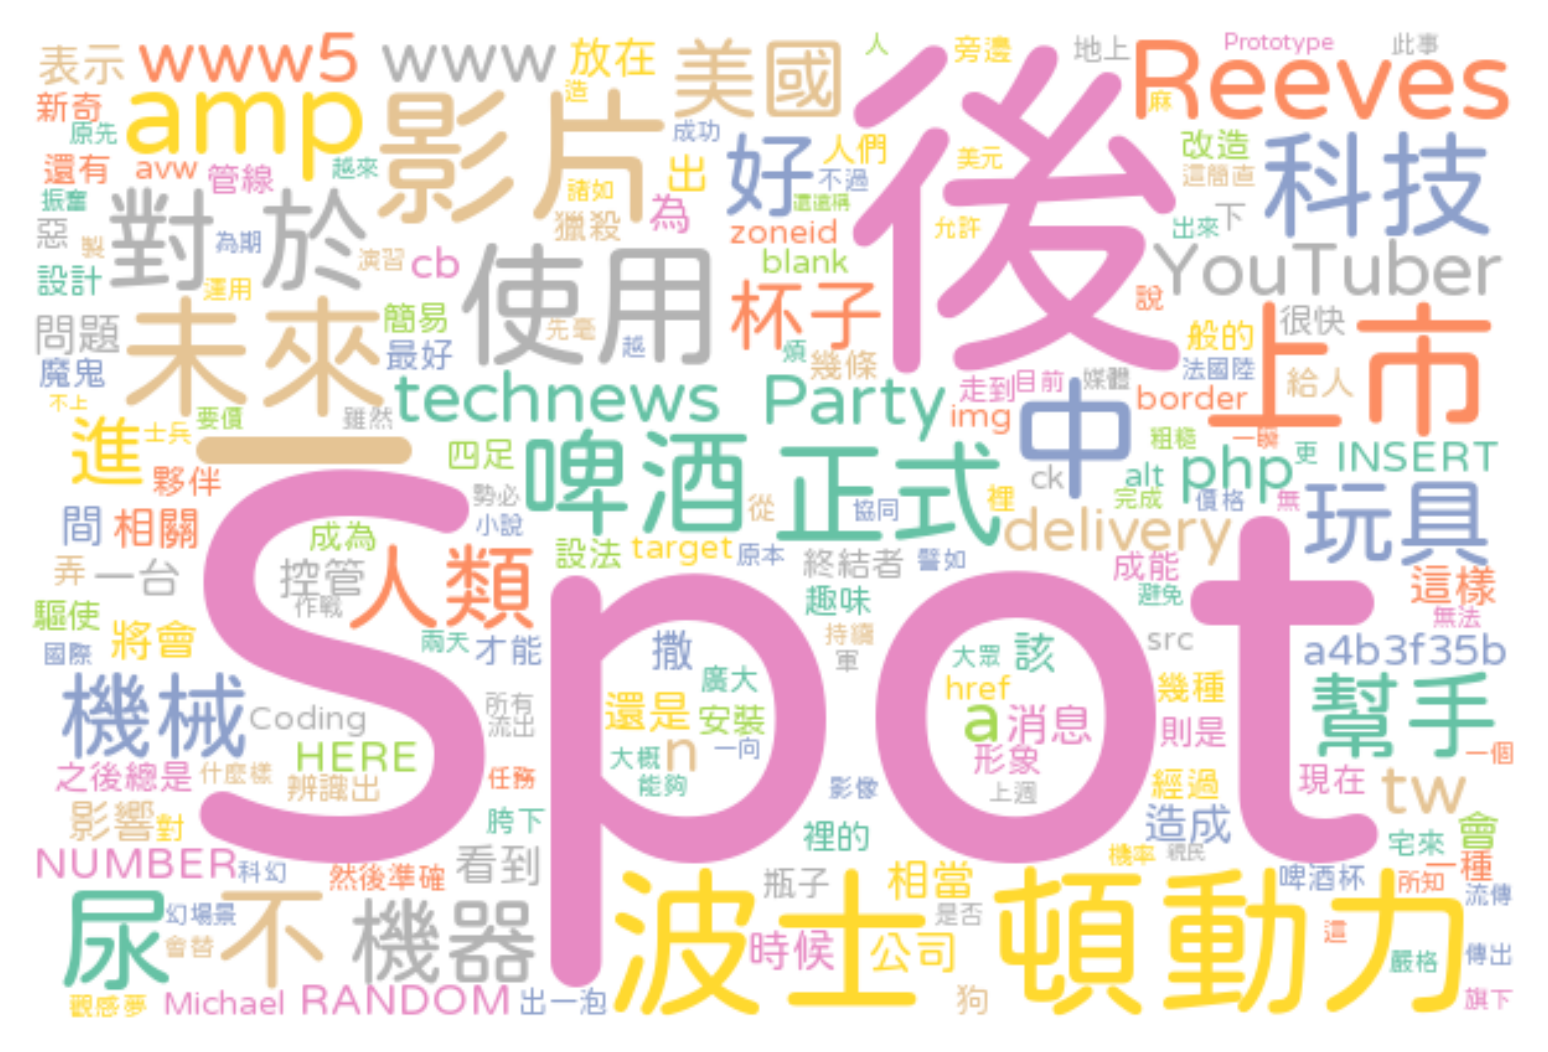 表示 www5 www 放在 美國 人 旁邊 地上 Prototype 此事
新奇 amp 影片 造 後 Reeves 麻
原先 成功 改造 科技
還有 avw 管線 越來 諸如 出 好 人們 不過 美元 這簡直
振奮 對於 獵殺 為 還遠稱 允許 出來 下
惡 製 為期 演習 cb 使用 zoneid YouTuber
設計 運用 blank
問題 未來 簡易 先毫 越 杯子 說 般的 很快 上市
魔鬼 最好 煩 幾條 走到 目前 媒體 法國陸 給人
不上 要價 雖然 technews Party img 中 border
進 士兵 一 四足 啤酒 正式 粗糙 一瞬 更 INSERT
夥伴 勢必 ck alt php
間 相關 成為 小說 從 協同 裡 完成 價格 無 玩具
弄 一台 控管 人類 設法 target 原本 終結者 譬如 delivery 成能 這樣
驅使 作戰 Spot 趣味 避免 無法
國際 將會 兩天 才能 撒 持續 軍 大眾 該 src a4b3f35b
機械 Coding 所有 流出 還是 廣大 安裝 href a 消息 幾種 則是 幫手
之後總是 什麼樣 HERE 辨識出 任務 大概 n 一向 能夠 形象 上週 經過 現在 一個 tw
影響 對 胯下 影像 裡的 造成 會
NUMBER 科幻 然後準確 看到 瓶子 相當 機率 宅來 一種
尿 幻場景 不 機器 波士頓動力 是否 啤酒杯 所知 流傳
會替 時候 公司 這 嚴格 傳出
觀感夢 Michael RANDOM 出一泡 狗 旗下